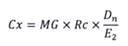 Cx = MG × Rc × D_n / E_2